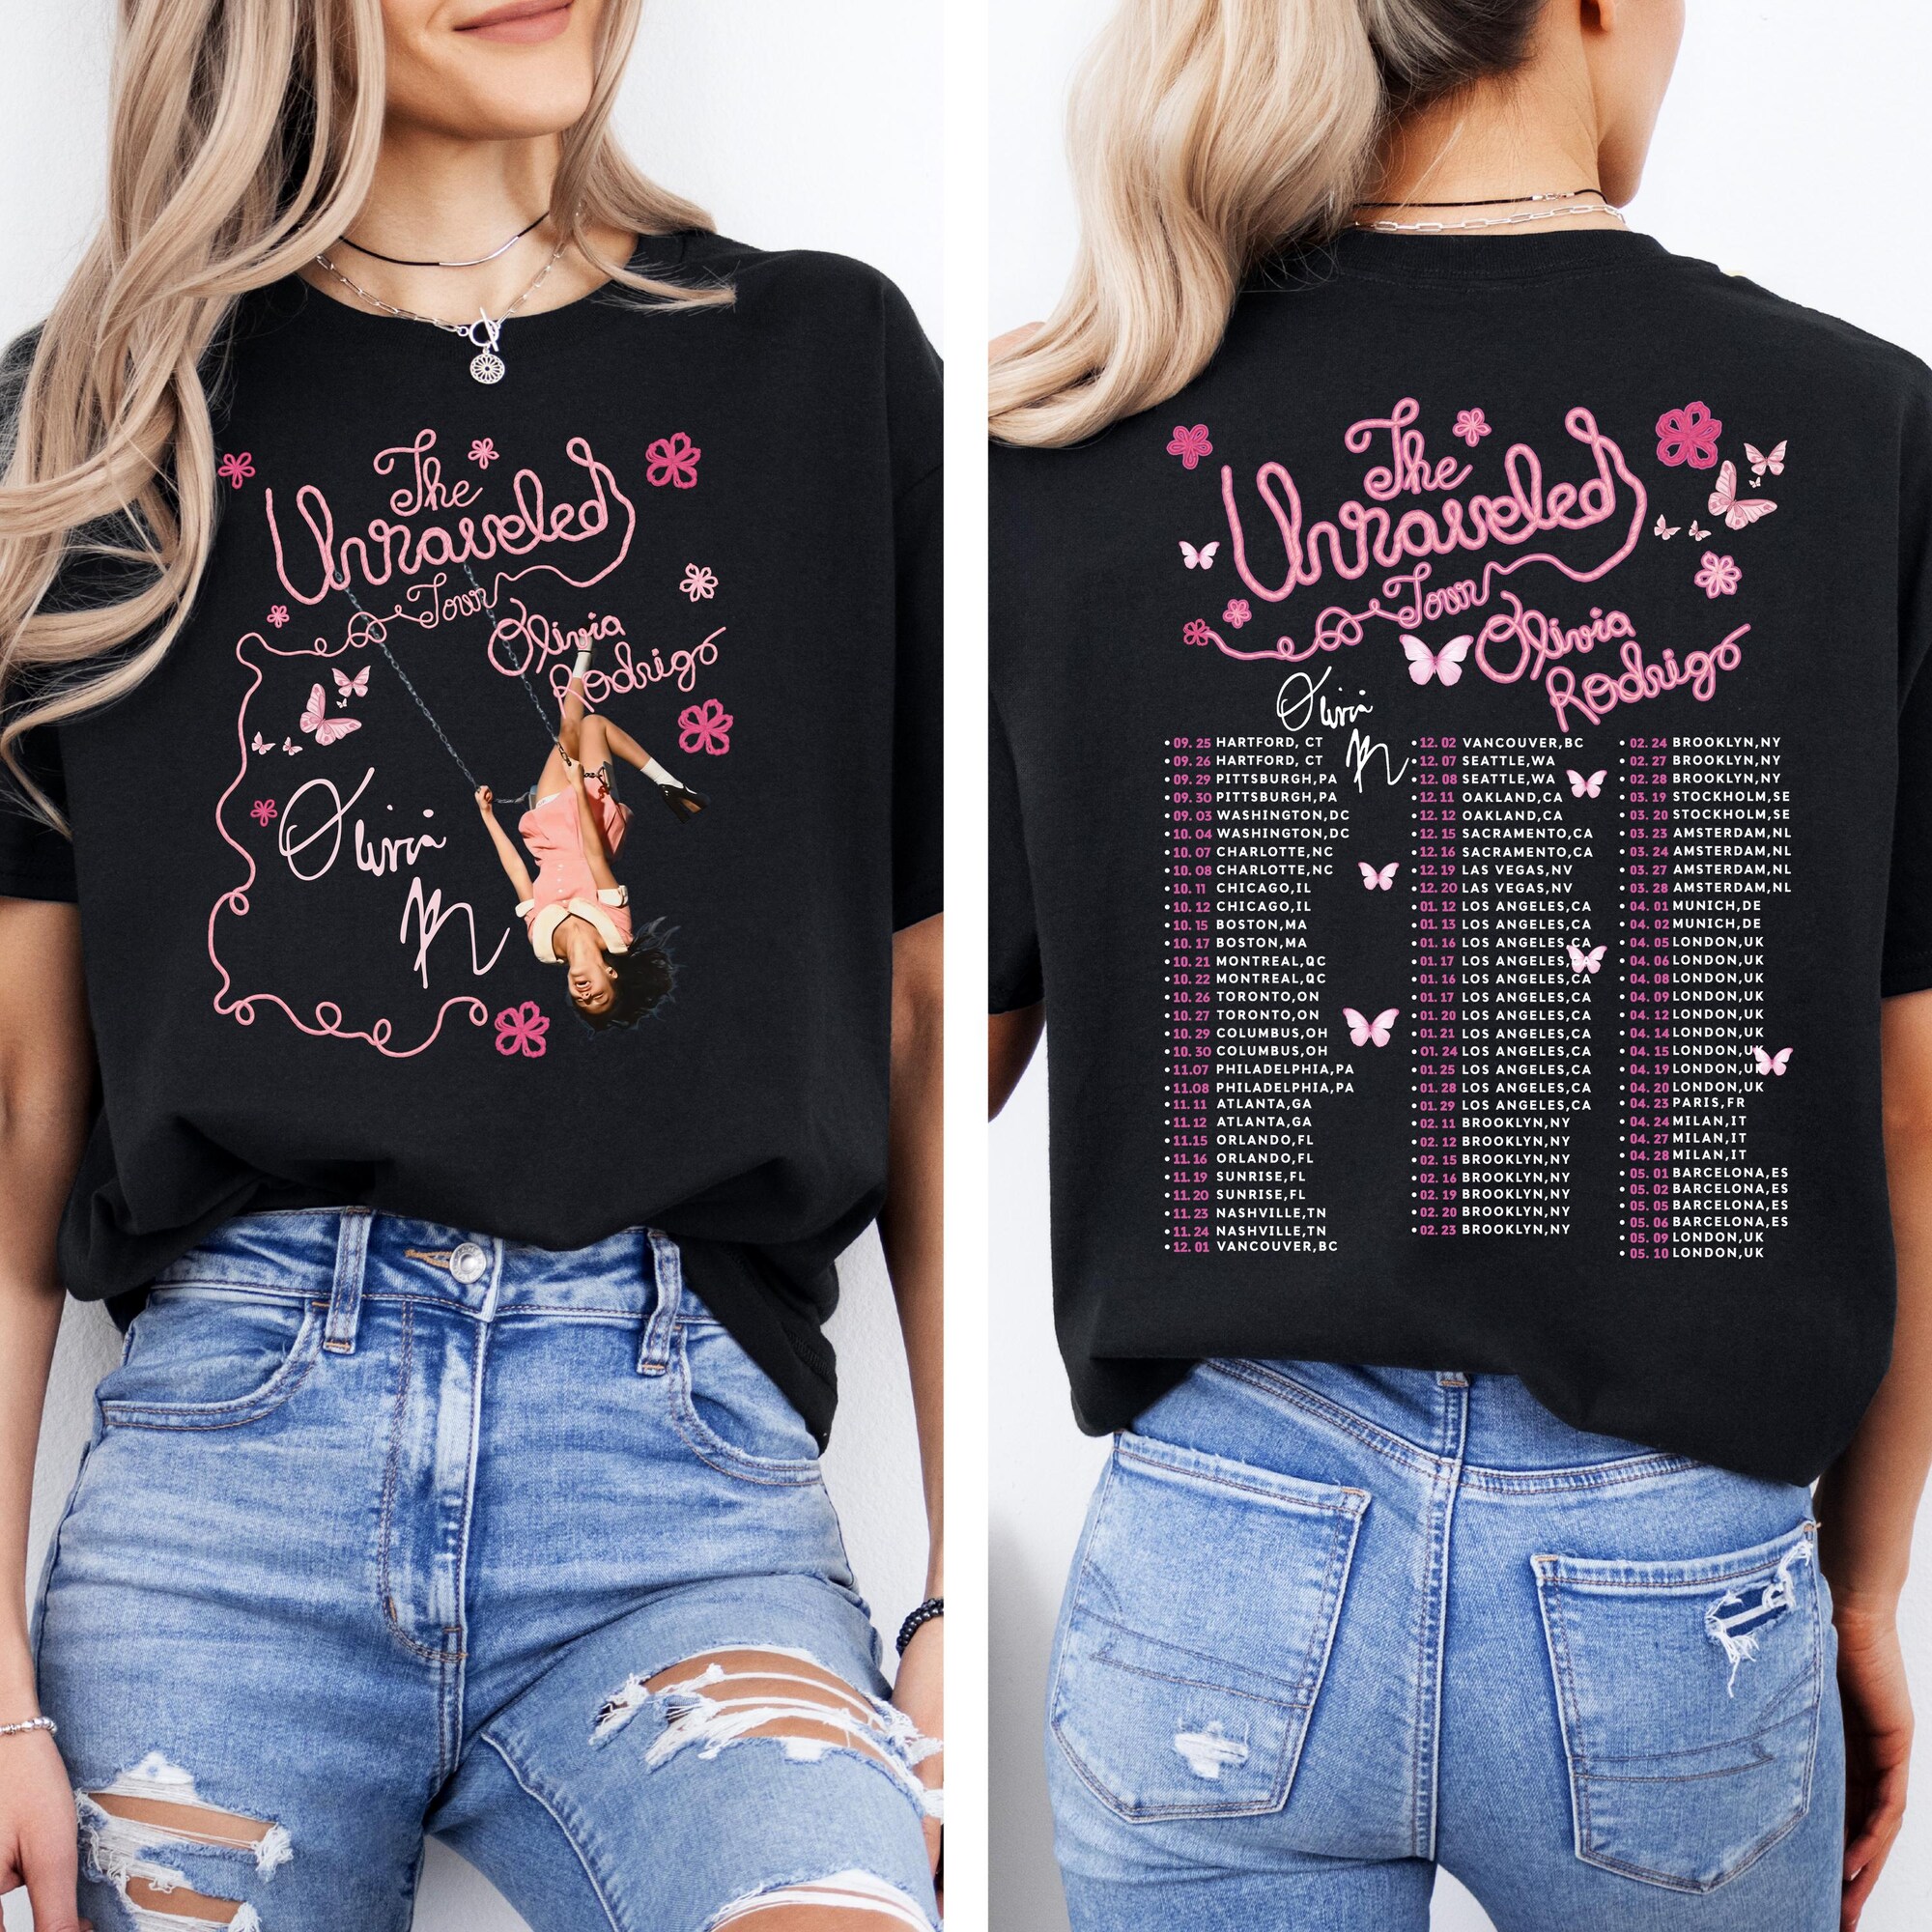 The
Unraveled
Tour
Olivia
Rodrigo
Olivia
R
The
Unraveled
Tour
Olivia
Rodrigo
Olivia
R
09. 25 HARTFORD, CT
09. 26 HARTFORD, CT
09. 29 PITTSBURGH,PA
09. 30 PITTSBURGH,PA
09. 03 WASHINGTON,DC
10. 04 WASHINGTON,DC
10. 07 CHARLOTTE,NC
10. 08 CHARLOTTE,NC
10. 11 CHICAGO,IL
10. 12 CHICAGO,IL
10. 15 BOSTON,MA
10. 17 BOSTON,MA
10. 21 MONTREAL,QC
10. 22 MONTREAL,QC
10. 26 TORONTO,ON
10. 27 TORONTO,ON
10. 29 COLUMBUS,OH
10. 30 COLUMBUS,OH
11.07 PHILADELPHIA,PA
11.08 PHILADELPHIA,PA
11. 11 ATLANTA,GA
11. 12 ATLANTA,GA
11.15 ORLANDO,FL
11. 16 ORLANDO,FL
11. 19 SUNRISE,FL
11. 20 SUNRISE,FL
11. 23 NASHVILLE,TN
11. 24 NASHVILLE,TN
12. 01 VANCOUVER,BC
12. 02 VANCOUVER,BC
12. 07 SEATTLE,WA
12. 08 SEATTLE,WA
12. 11 OAKLAND,CA
12. 12 OAKLAND,CA
12. 15 SACRAMENTO,CA
12. 16 SACRAMENTO,CA
12. 19 LAS VEGAS,NV
12. 20 LAS VEGAS,NV
01. 12 LOS ANGELES,CA
01. 13 LOS ANGELES,CA
01. 16 LOS ANGELES,CA
01. 17 LOS ANGELES,CA
01. 16 LOS ANGELES,CA
01. 17 LOS ANGELES,CA
01. 20 LOS ANGELES,CA
01. 21 LOS ANGELES,CA
01. 24 LOS ANGELES,CA
01. 25 LOS ANGELES,CA
01. 28 LOS ANGELES,CA
01. 29 LOS ANGELES,CA
02. 11 BROOKLYN,NY
02. 12 BROOKLYN,NY
02. 15 BROOKLYN,NY
02. 16 BROOKLYN,NY
02. 19 BROOKLYN,NY
02. 20 BROOKLYN,NY
02. 23 BROOKLYN,NY
02. 24 BROOKLYN,NY
02. 27 BROOKLYN,NY
02. 28 BROOKLYN,NY
03. 19 STOCKHOLM,SE
03. 20 STOCKHOLM,SE
03. 23 AMSTERDAM,NL
03. 24 AMSTERDAM,NL
03. 27 AMSTERDAM,NL
03. 28 AMSTERDAM,NL
04. 01 MUNICH,DE
04. 02 MUNICH,DE
04. 05 LONDON,UK
04. 06 LONDON,UK
04. 08 LONDON,UK
04. 09 LONDON,UK
04. 12 LONDON,UK
04. 14 LONDON,UK
04. 15 LONDON,UK
04. 19 LONDON,UK
04. 20 LONDON,UK
04. 23 PARIS,FR
04. 24 MILAN,IT
04. 27 MILAN,IT
04. 28 MILAN,IT
05. 01 BARCELONA,ES
05. 02 BARCELONA,ES
05. 05 BARCELONA,ES
05. 06 BARCELONA,ES
05. 09 LONDON,UK
05. 10 LONDON,UK